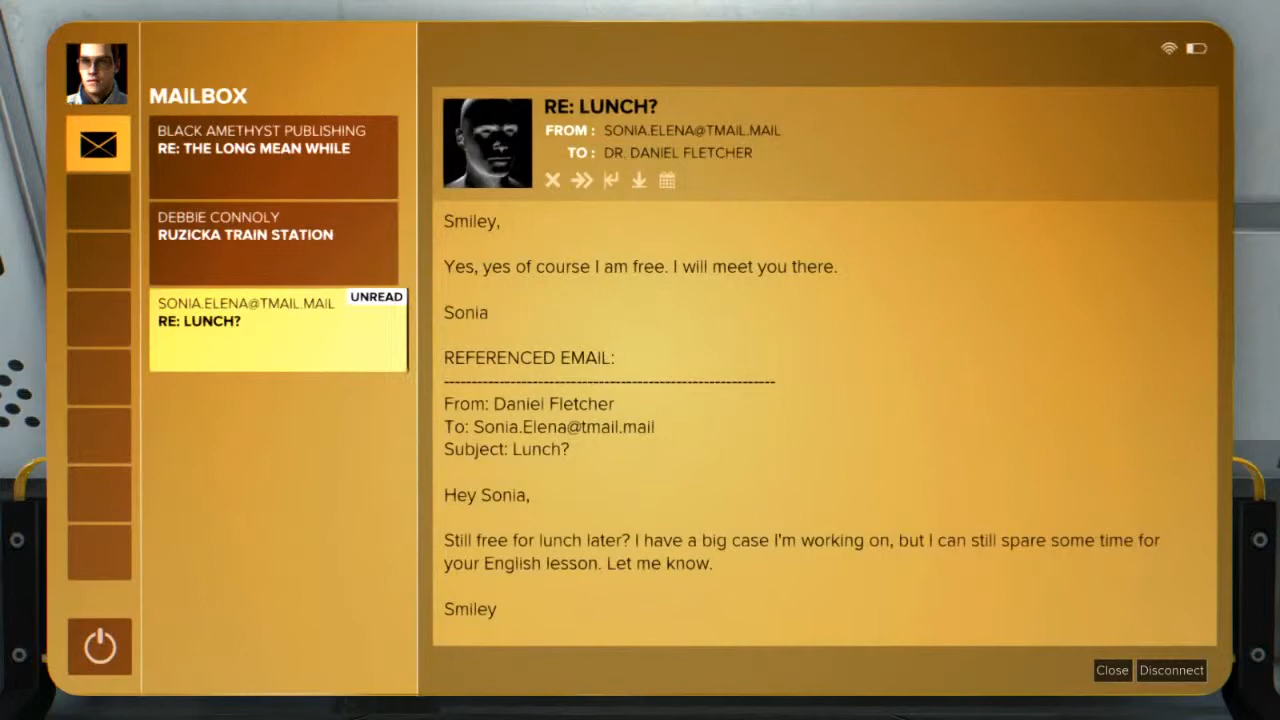 MAILBOX
BLACK AMETHYST PUBLISHING
RE: THE LONG MEAN WHILE
DEBBIE CONNOLY
RUZICKA TRAIN STATION
SONIA.ELENA@TMAIL.MAIL
UNREAD
RE: LUNCH?
RE: LUNCH?
FROM : SONIA.ELENA@TMAIL.MAIL
TO : DR. DANIEL FLETCHER
Smiley,
Yes, yes of course I am free. I will meet you there.
Sonia
REFERENCED EMAIL:
------------------------------------------------------------
From: Daniel Fletcher
To: Sonia.Elena@tmail.mail
Subject: Lunch?
Hey Sonia,
Still free for lunch later? I have a big case I'm working on, but I can still spare some time for
your English lesson. Let me know.
Smiley
Close Disconnect